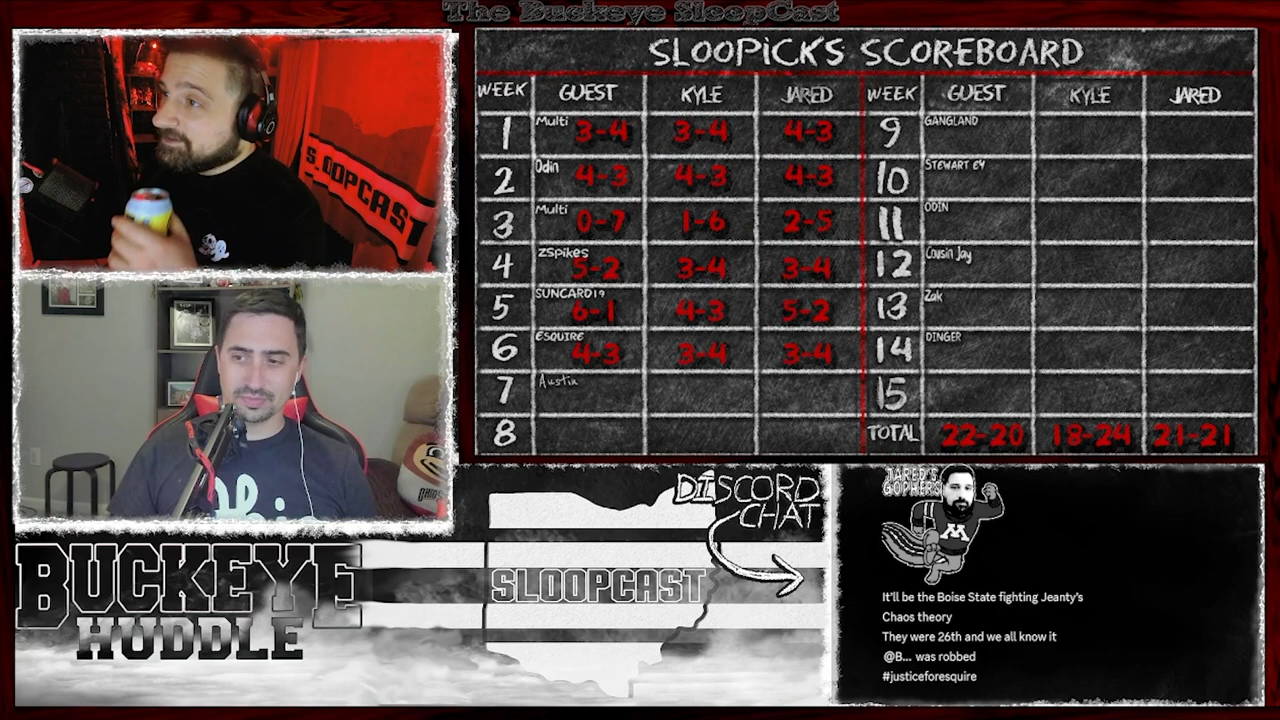 The Buckeye SloopCast
SLOOPCAST
SLOOPICKS SCOREBOARD
WEEK GUEST KYLE JARED WEEK GUEST KYLE JARED
1 Multi 3-4 3-4 4-3 9 GANGLAND
2 Odin 4-3 4-3 4-3 10 STEWART EY
3 Multi 0-7 1-6 2-5 11 ODIN
4 ZSpikes 5-2 3-4 3-4 12 Cousin Jay
5 SUNCARD19 6-1 4-3 5-2 13 Zak
6 ESQUIRE 4-3 3-4 3-4 14 DINGER
7 Austin 15
8 TOTAL 22-20 18-24 21-21
BUCKEYE
HUDDLE
SLOOPCAST
DISCORD
CHAT
JARED'S
GOPHERS
M
It'll be the Boise State fighting Jeanty's
Chaos theory
They were 26th and we all know it
@B... was robbed
#justiceforesquire